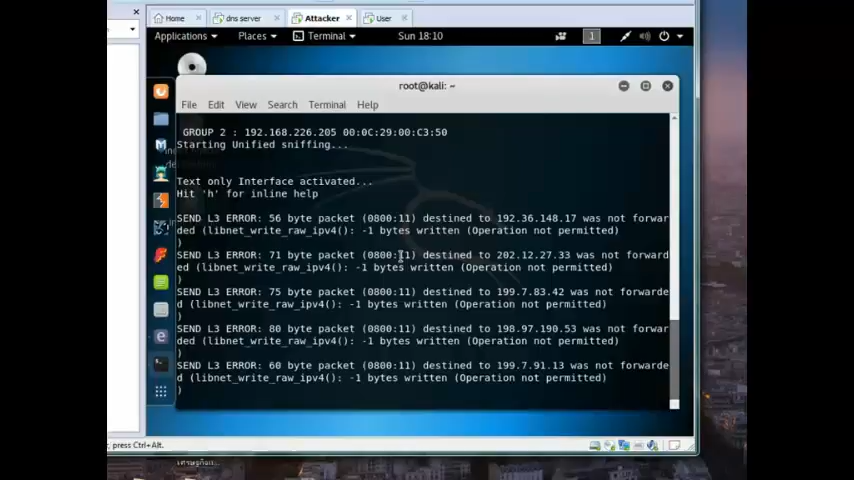 Home
dns server
Attacker
User
Applications
Places
Terminal
Sun 18:10
1
root@kali: ~
File Edit View Search Terminal Help
GROUP 2 : 192.168.226.205 00:0C:29:00:C3:50
Starting Unified sniffing...
Text only Interface activated...
Hit 'h' for inline help
SEND L3 ERROR: 56 byte packet (0800:11) destined to 192.36.148.17 was not forwar
ded (libnet_write_raw_ipv4(): -1 bytes written (Operation not permitted)
)
SEND L3 ERROR: 71 byte packet (0800:11) destined to 202.12.27.33 was not forward
ed (libnet_write_raw_ipv4(): -1 bytes written (Operation not permitted)
)
SEND L3 ERROR: 75 byte packet (0800:11) destined to 199.7.83.42 was not forwarde
d (libnet_write_raw_ipv4(): -1 bytes written (Operation not permitted)
)
SEND L3 ERROR: 80 byte packet (0800:11) destined to 198.97.190.53 was not forwar
ded (libnet_write_raw_ipv4(): -1 bytes written (Operation not permitted)
)
SEND L3 ERROR: 60 byte packet (0800:11) destined to 199.7.91.13 was not forwarde
d (libnet_write_raw_ipv4(): -1 bytes written (Operation not permitted)
)
, press Ctrl+Alt.